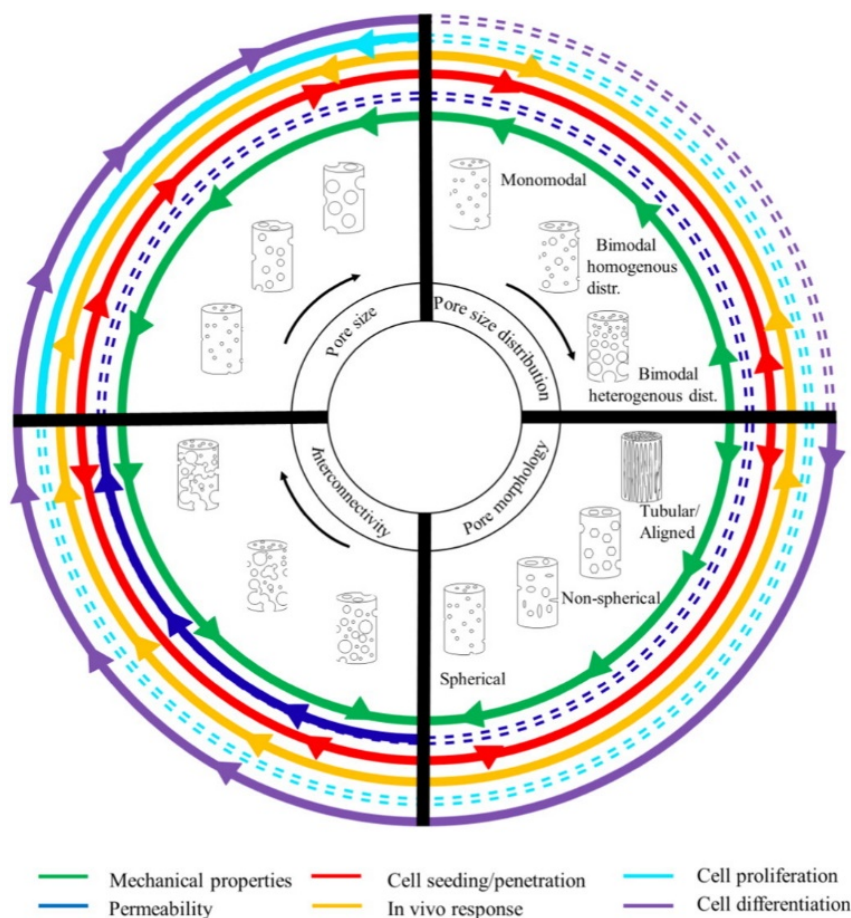 Monomodal
Bimodal
homogenous
distr.
Bimodal
heterogenous dist.
Pore size
Pore size distribution
Interconnectivity
Pore morphology
Tubular/
Aligned
Non-spherical
Spherical
Mechanical properties
Cell seeding/penetration
Cell proliferation
Permeability
In vivo response
Cell differentiation